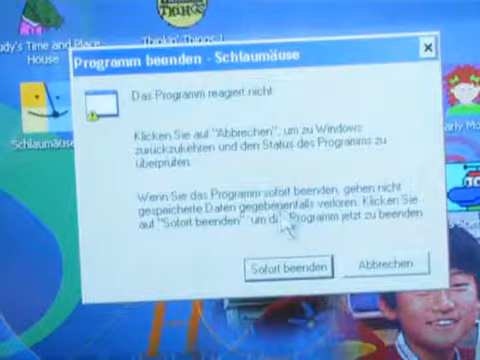 udy's Time and Place
House
Thinkin' Things 1
Programm beenden - Schlaumäuse
Das Programm reagiert nicht
Schlaumäuse
Klicken Sie auf "Abbrechen", um zu Windows
zurückzukehren und den Status des Programms zu
überprüfen.
Wenn Sie das Programm sofort beenden, gehen nicht
gespeicherte Daten gegebenenfalls verloren. Klicken Sie
auf "Sofort beenden" um da Programm jetzt zu beenden
Sofort beenden
Abbrechen